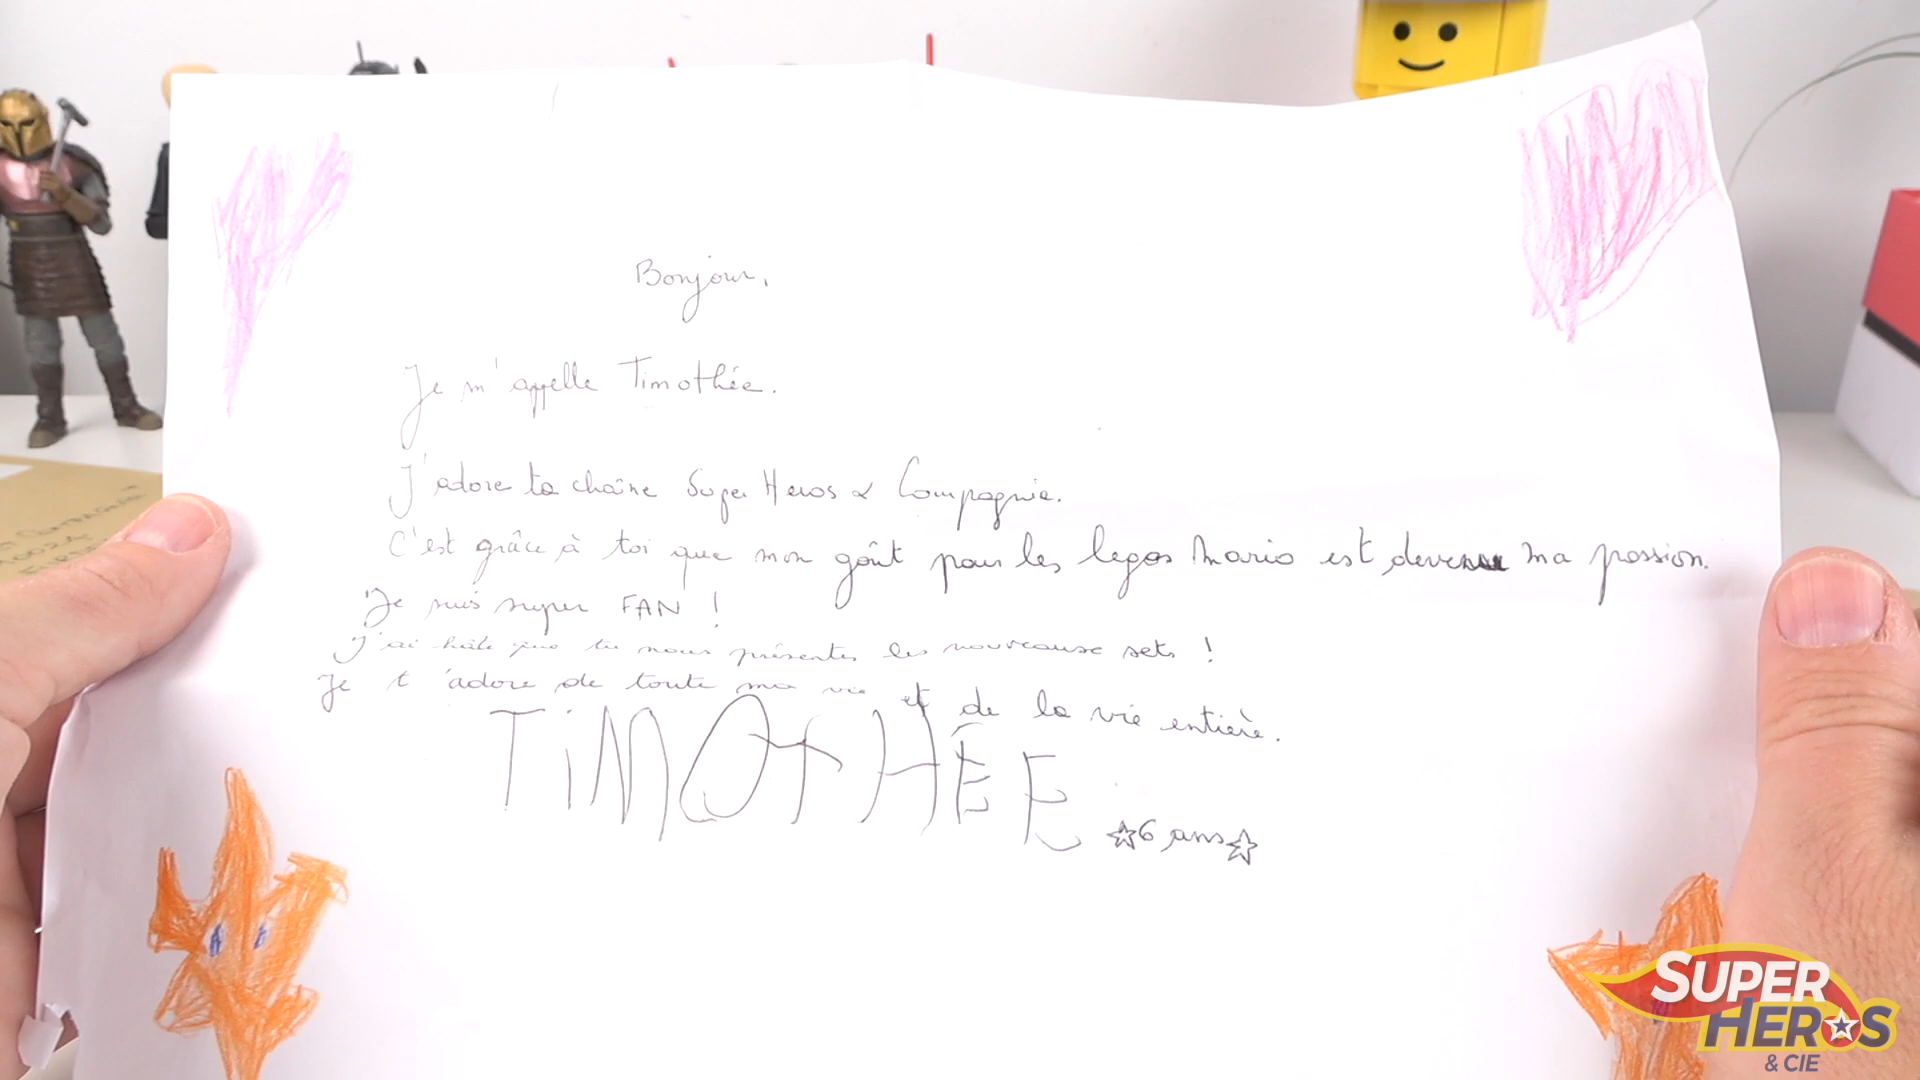 Bonjour,
Je m'appelle Timothée.
J'adore ta chaîne Super Heros & Compagnie.
C'est grâce à toi que mon goût pour les legos Mario est devenu ma passion.
Je suis super FAN !
J'ai hâte que tu nous présentes les nouveaux sets !
Je t'adore de toute ma vie et de la vie entière.
TiMOTHÉE
☆6 ans☆
SUPER
HEROS
& CIE